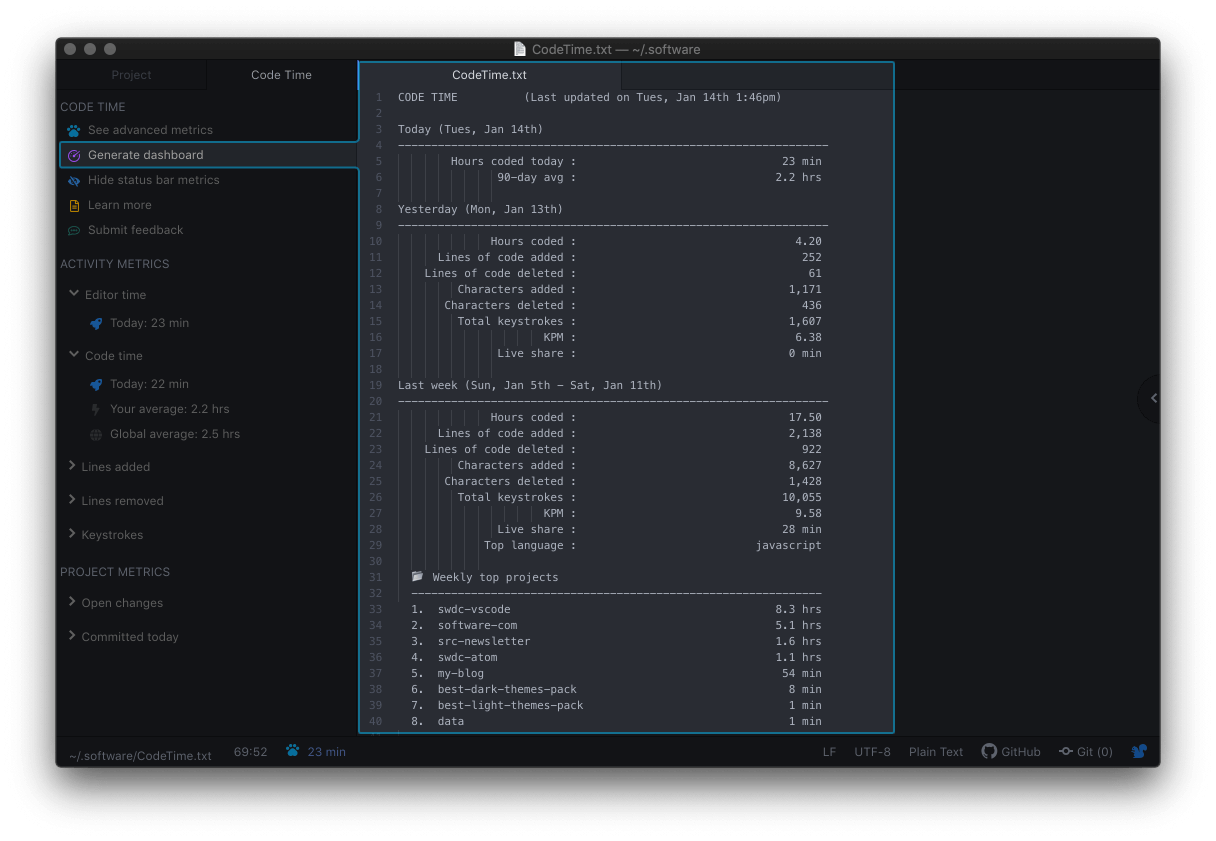 CodeTime.txt — ~/.software
Project
Code Time
CODE TIME
See advanced metrics
Generate dashboard
Hide status bar metrics
Learn more
Submit feedback
ACTIVITY METRICS
Editor time
Today: 23 min
Code time
Today: 22 min
Your average: 2.2 hrs
Global average: 2.5 hrs
Lines added
Lines removed
Keystrokes
PROJECT METRICS
Open changes
Committed today
CodeTime.txt
1 CODE TIME (Last updated on Tues, Jan 14th 1:46pm)
2
3 Today (Tues, Jan 14th)
4 -----------------------------------------------------------------
5 Hours coded today : 23 min
6 90-day avg : 2.2 hrs
7
8 Yesterday (Mon, Jan 13th)
9 -----------------------------------------------------------------
10 Hours coded : 4.20
11 Lines of code added : 252
12 Lines of code deleted : 61
13 Characters added : 1,171
14 Characters deleted : 436
15 Total keystrokes : 1,607
16 KPM : 6.38
17 Live share : 0 min
18
19 Last week (Sun, Jan 5th - Sat, Jan 11th)
20 -----------------------------------------------------------------
21 Hours coded : 17.50
22 Lines of code added : 2,138
23 Lines of code deleted : 922
24 Characters added : 8,627
25 Characters deleted : 1,428
26 Total keystrokes : 10,055
27 KPM : 9.58
28 Live share : 28 min
29 Top language : javascript
30
31 Weekly top projects
32 --------------------------------------------------------------
33 1. swdc-vscode 8.3 hrs
34 2. software-com 5.1 hrs
35 3. src-newsletter 1.6 hrs
36 4. swdc-atom 1.1 hrs
37 5. my-blog 54 min
38 6. best-dark-themes-pack 8 min
39 7. best-light-themes-pack 1 min
40 8. data 1 min
~/.software/CodeTime.txt 69:52 23 min LF UTF-8 Plain Text GitHub Git (0)